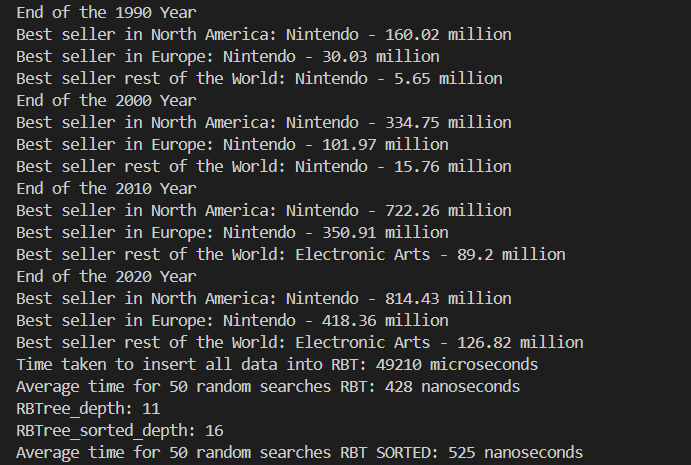 End of the 1990 Year
Best seller in North America: Nintendo - 160.02 million
Best seller in Europe: Nintendo - 30.03 million
Best seller rest of the World: Nintendo - 5.65 million
End of the 2000 Year
Best seller in North America: Nintendo - 334.75 million
Best seller in Europe: Nintendo - 101.97 million
Best seller rest of the World: Nintendo - 15.76 million
End of the 2010 Year
Best seller in North America: Nintendo - 722.26 million
Best seller in Europe: Nintendo - 350.91 million
Best seller rest of the World: Electronic Arts - 89.2 million
End of the 2020 Year
Best seller in North America: Nintendo - 814.43 million
Best seller in Europe: Nintendo - 418.36 million
Best seller rest of the World: Electronic Arts - 126.82 million
Time taken to insert all data into RBT: 49210 microseconds
Average time for 50 random searches RBT: 428 nanoseconds
RBTree_depth: 11
RBTree_sorted_depth: 16
Average time for 50 random searches RBT SORTED: 525 nanoseconds